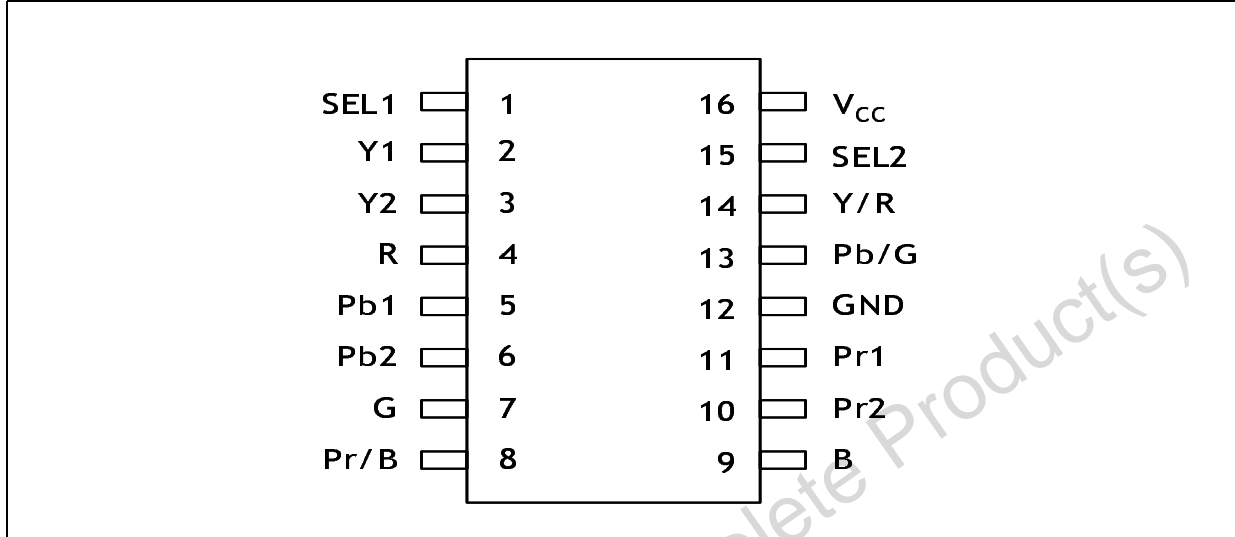 SEL1 1 16 VCC
Y1 2 15 SEL2
Y2 3 14 Y/R
R 4 13 Pb/G
Pb1 5 12 GND
Pb2 6 11 Pr1
G 7 10 Pr2
Pr/B 8 9 B
Product(s)